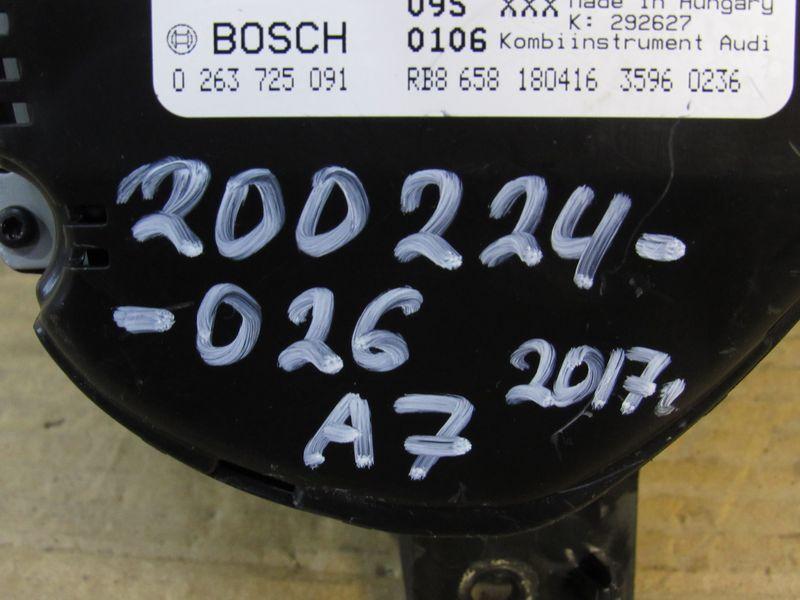 09S XXX Made in Hungary
K: 292627
BOSCH 0106 Kombiinstrument Audi
0 263 725 091 RB8 658 180416 3596 0236
200224-
-026
2017г
A7